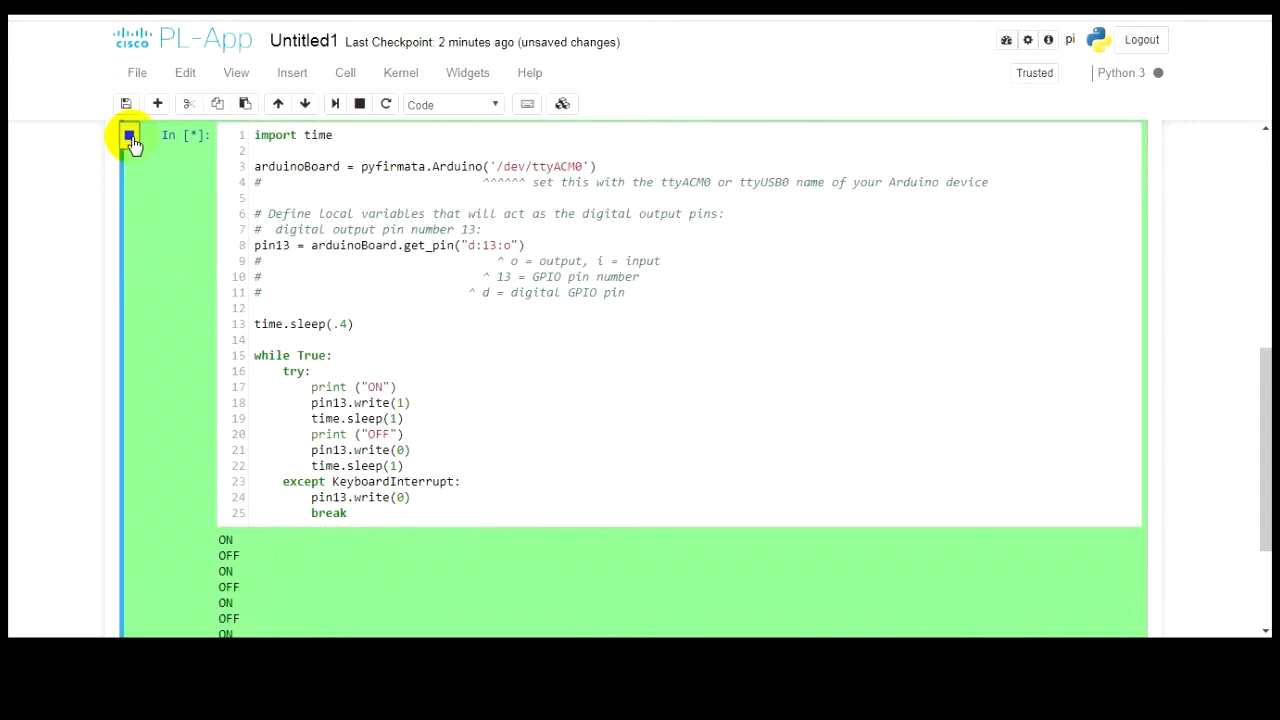 CISCO PL-App Untitled1 Last Checkpoint: 2 minutes ago (unsaved changes) pi Logout
File Edit View Insert Cell Kernel Widgets Help Trusted Python 3
Code
In [*]: 1 import time
2
3 arduinoBoard = pyfirmata.Arduino('/dev/ttyACM0')
4 # ^^^^^^ set this with the ttyACM0 or ttyUSB0 name of your Arduino device
5
6 # Define local variables that will act as the digital output pins:
7 # digital output pin number 13:
8 pin13 = arduinoBoard.get_pin("d:13:o")
9 # ^ o = output, i = input
10 # ^ 13 = GPIO pin number
11 # ^ d = digital GPIO pin
12
13 time.sleep(.4)
14
15 while True:
16 try:
17 print ("ON")
18 pin13.write(1)
19 time.sleep(1)
20 print ("OFF")
21 pin13.write(0)
22 time.sleep(1)
23 except KeyboardInterrupt:
24 pin13.write(0)
25 break
ON
OFF
ON
OFF
ON
OFF
ON